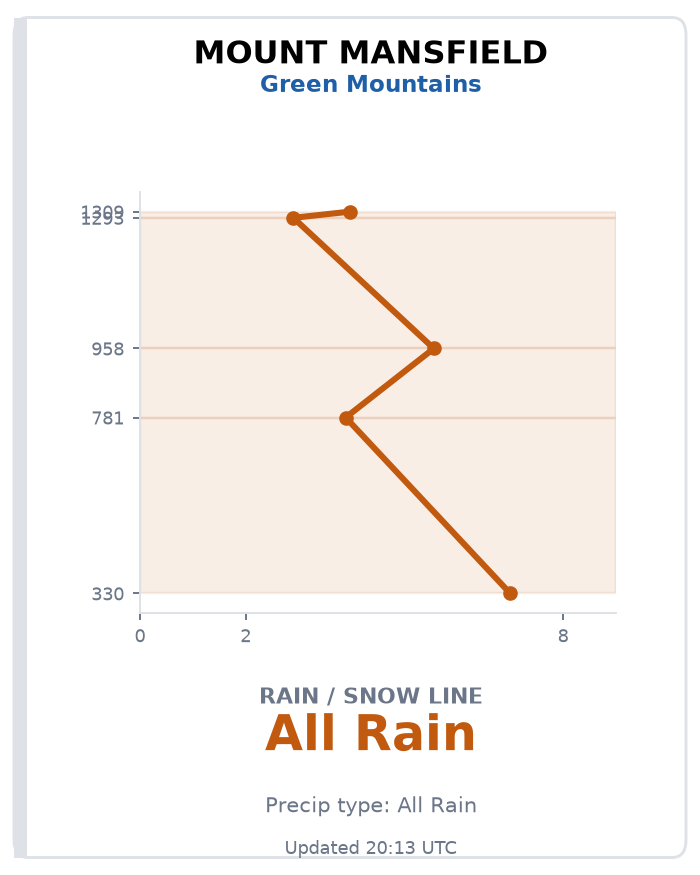 MOUNT MANSFIELD
Green Mountains
1309
1293
958
781
330
0 2 8
RAIN / SNOW LINE
All Rain
Precip type: All Rain
Updated 20:13 UTC